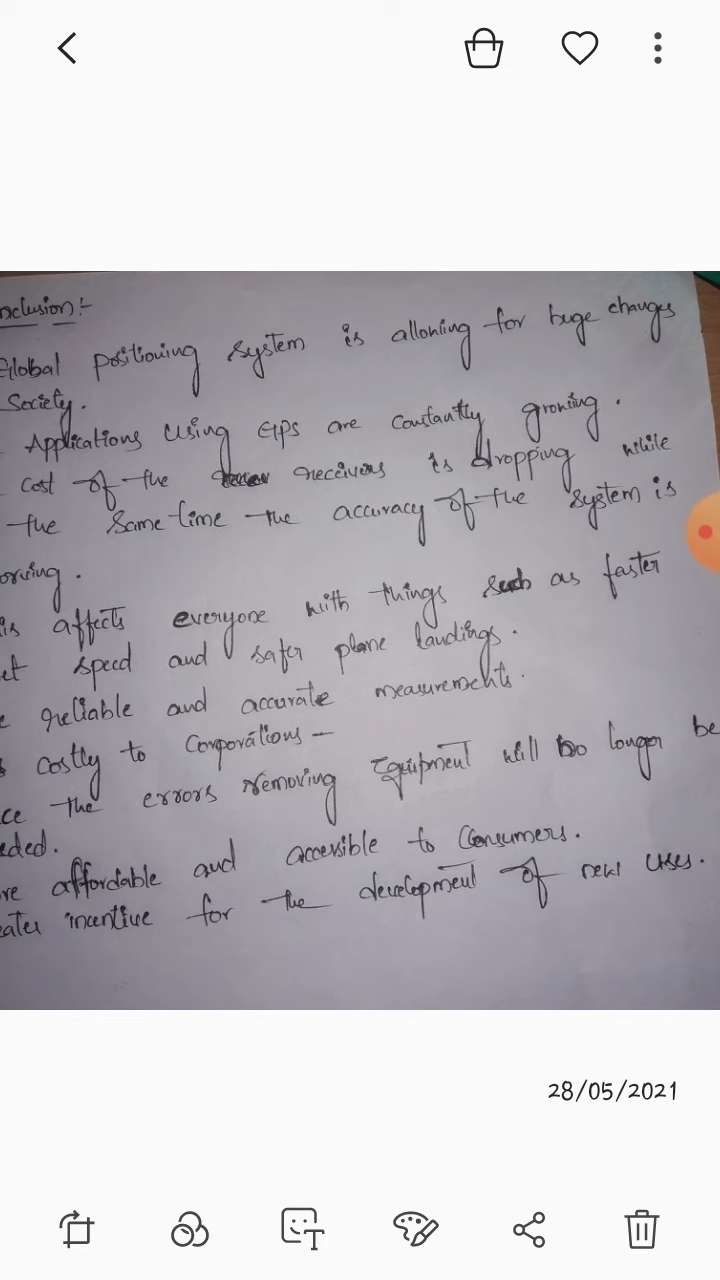 nclusion:-
Global positioning system is allowing for huge changes
Society.
Applications using GPS are constantly growing.
cost of the receivers is dropping while
the same time the accuracy of the system is
oving.
is affects everyone with things such as faster
et speed and safer plane landings.
e reliable and accurate measurements.
s costly to corporations -
ce the errors removing Equipment will no longer be
eded.
re affordable and accessible to Consumers.
eater incentive for the development of new uses.
28/05/2021